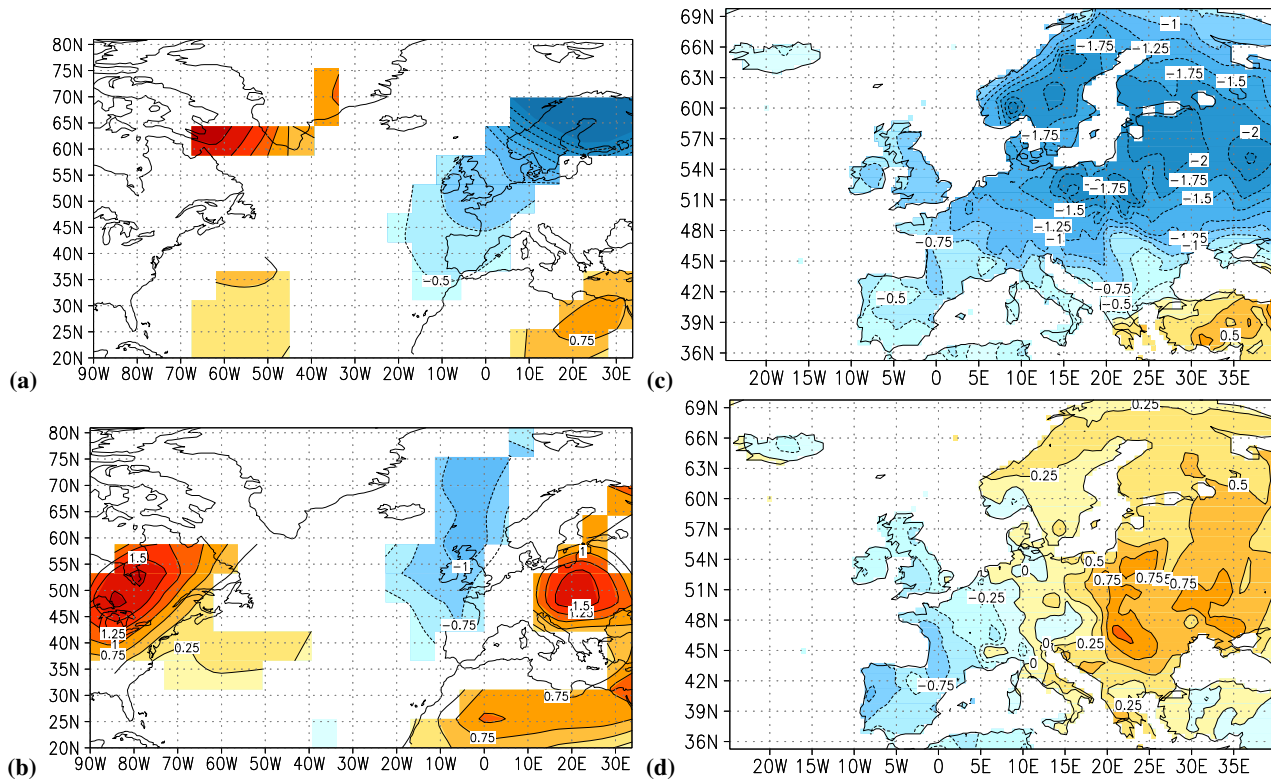 80N
75N
70N
65N
60N
55N
50N
45N
40N
35N
30N
25N
20N
-0.5
0.75
90W 80W 70W 60W 50W 40W 30W 20W 10W 0 10E 20E 30E
(a)
69N
66N
63N
60N
57N
54N
51N
48N
45N
42N
39N
36N
-1
-1.75
-1.25
-1.75
-1.5
-1.75
-2
-2
-1.75
-1.75
-1.5
-1.5
-1.25
-1.25
-1
-1
-0.75
-0.75
-0.5
-0.5
0.5
20W 15W 10W 5W 0 5E 10E 15E 20E 25E 30E 35E
(c)
80N
75N
70N
65N
60N
55N
50N
45N
40N
35N
30N
25N
20N
1.5
1.25
1
0.75
0.25
-1
-0.75
1
1.5
1.25
0.75
0.75
90W 80W 70W 60W 50W 40W 30W 20W 10W 0 10E 20E 30E
(b)
69N
66N
63N
60N
57N
54N
51N
48N
45N
42N
39N
36N
0.25
0.25
0.5
0.5
0
0.75
0.75
0.75
-0.25
0
0.25
0
-0.75
0.25
20W 15W 10W 5W 0 5E 10E 15E 20E 25E 30E 35E
(d)